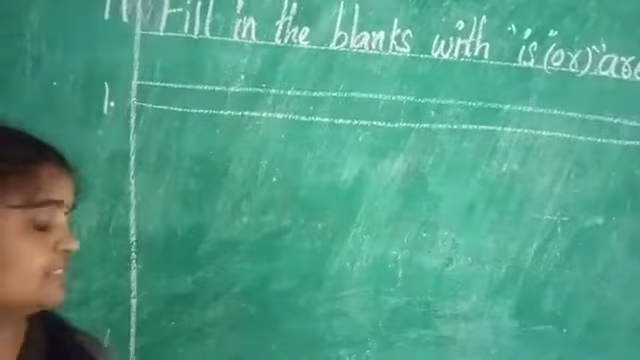 Fill in the blanks with "is (or)" are
1.